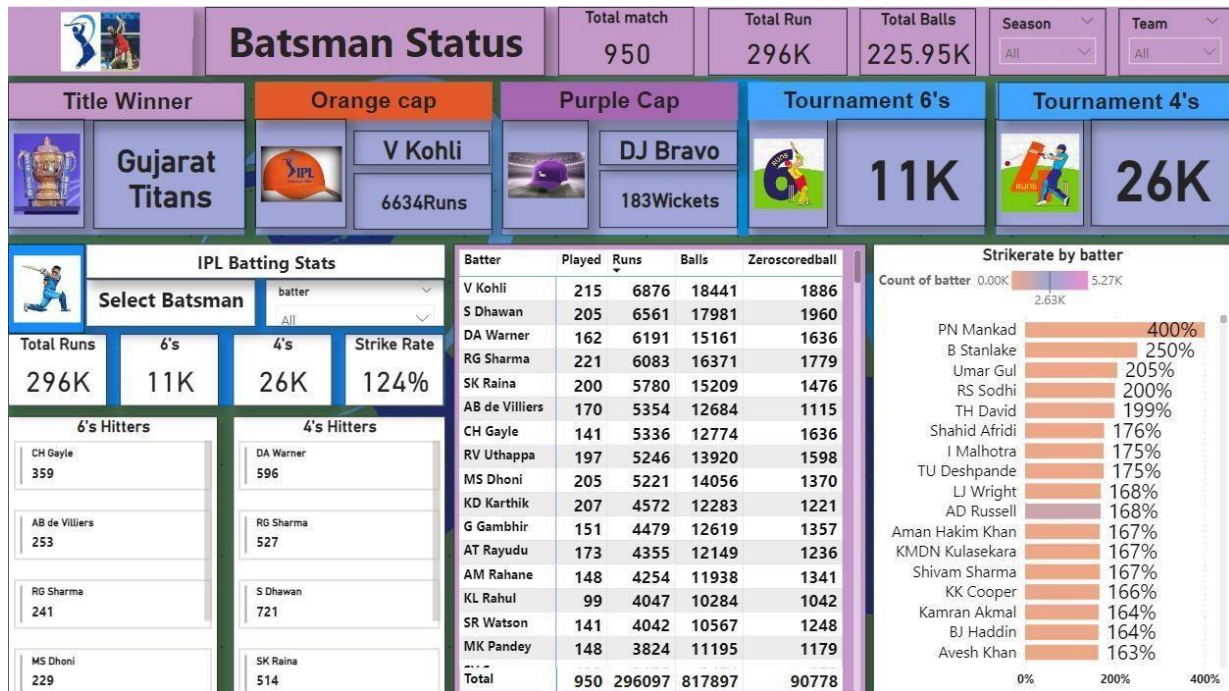 Batsman Status
Total match
950
Total Run
296K
Total Balls
225.95K
Season
All
Team
All
Title Winner
Gujarat
Titans
Orange cap
IPL
V Kohli
6634Runs
Purple Cap
DJ Bravo
183Wickets
Tournament 6's
RUNS
6
11K
Tournament 4's
4
RUNS
26K
IPL Batting Stats
Select Batsman
batter
All
Total Runs
296K
6's
11K
4's
26K
Strike Rate
124%
6's Hitters
CH Gayle
359
AB de Villiers
253
RG Sharma
241
MS Dhoni
229
4's Hitters
DA Warner
596
RG Sharma
527
S Dhawan
721
SK Raina
514
Batter Played Runs Balls Zeroscoredball
V Kohli 215 6876 18441 1886
S Dhawan 205 6561 17981 1960
DA Warner 162 6191 15161 1636
RG Sharma 221 6083 16371 1779
SK Raina 200 5780 15209 1476
AB de Villiers 170 5354 12684 1115
CH Gayle 141 5336 12774 1636
RV Uthappa 197 5246 13920 1598
MS Dhoni 205 5221 14056 1370
KD Karthik 207 4572 12283 1221
G Gambhir 151 4479 12619 1357
AT Rayudu 173 4355 12149 1236
AM Rahane 148 4254 11938 1341
KL Rahul 99 4047 10284 1042
SR Watson 141 4042 10567 1248
MK Pandey 148 3824 11195 1179
Total 950 296097 817897 90778
Strikerate by batter
Count of batter 0.00K 5.27K
2.63K
PN Mankad 400%
B Stanlake 250%
Umar Gul 205%
RS Sodhi 200%
TH David 199%
Shahid Afridi 176%
I Malhotra 175%
TU Deshpande 175%
LJ Wright 168%
AD Russell 168%
Aman Hakim Khan 167%
KMDN Kulasekara 167%
Shivam Sharma 167%
KK Cooper 166%
Kamran Akmal 164%
BJ Haddin 164%
Avesh Khan 163%
0% 200% 400%